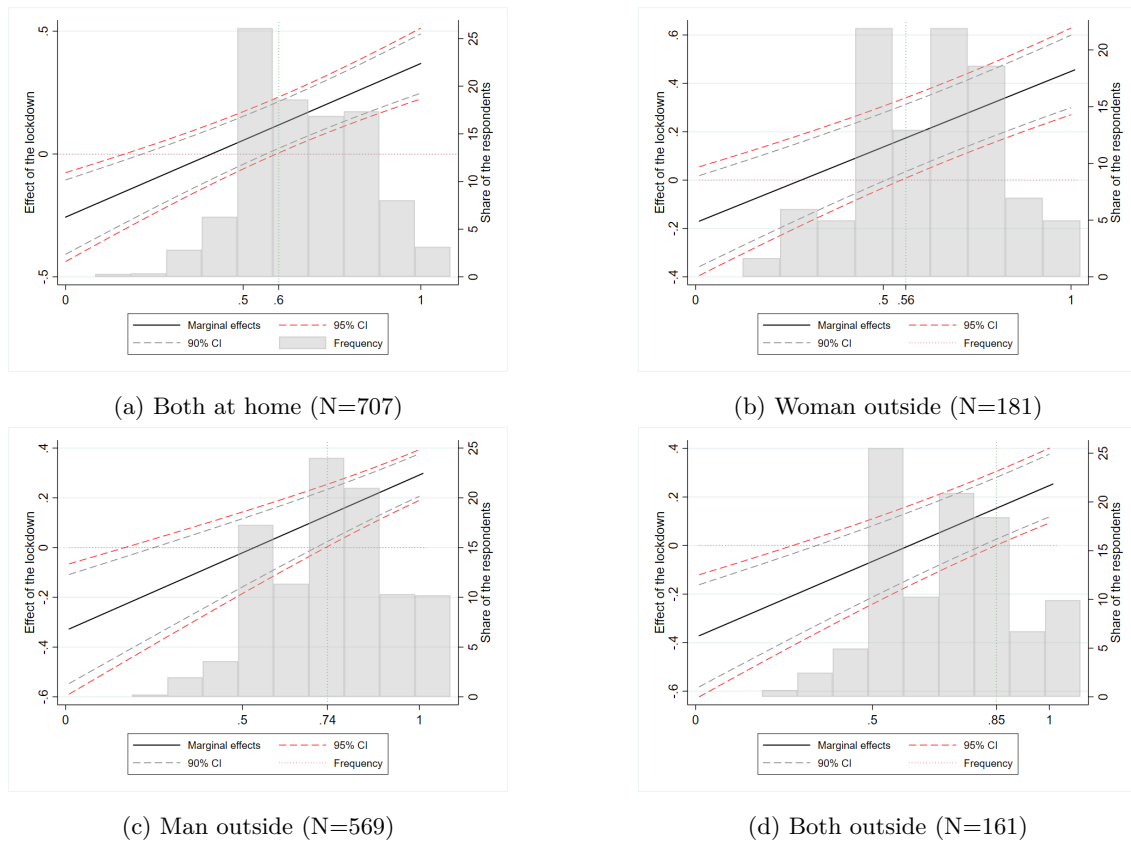 Effect of the lockdown
-.5 0 .5
Share of the respondents
0 5 10 15 20 25
0 .5 .6 1
Marginal effects 95% CI
90% CI Frequency
(a) Both at home (N=707)
Effect of the lockdown
-.4 -.2 0 .2 .4 .6
Share of the respondents
0 5 10 15 20
0 .5 .56 1
Marginal effects 95% CI
90% CI Frequency
(b) Woman outside (N=181)
Effect of the lockdown
-.6 -.4 -.2 0 .2 .4
Share of the respondents
0 5 10 15 20 25
0 .5 .74 1
Marginal effects 95% CI
90% CI Frequency
(c) Man outside (N=569)
Effect of the lockdown
-.6 -.4 -.2 0 .2 .4
Share of the respondents
0 5 10 15 20 25
0 .5 .85 1
Marginal effects 95% CI
90% CI Frequency
(d) Both outside (N=161)